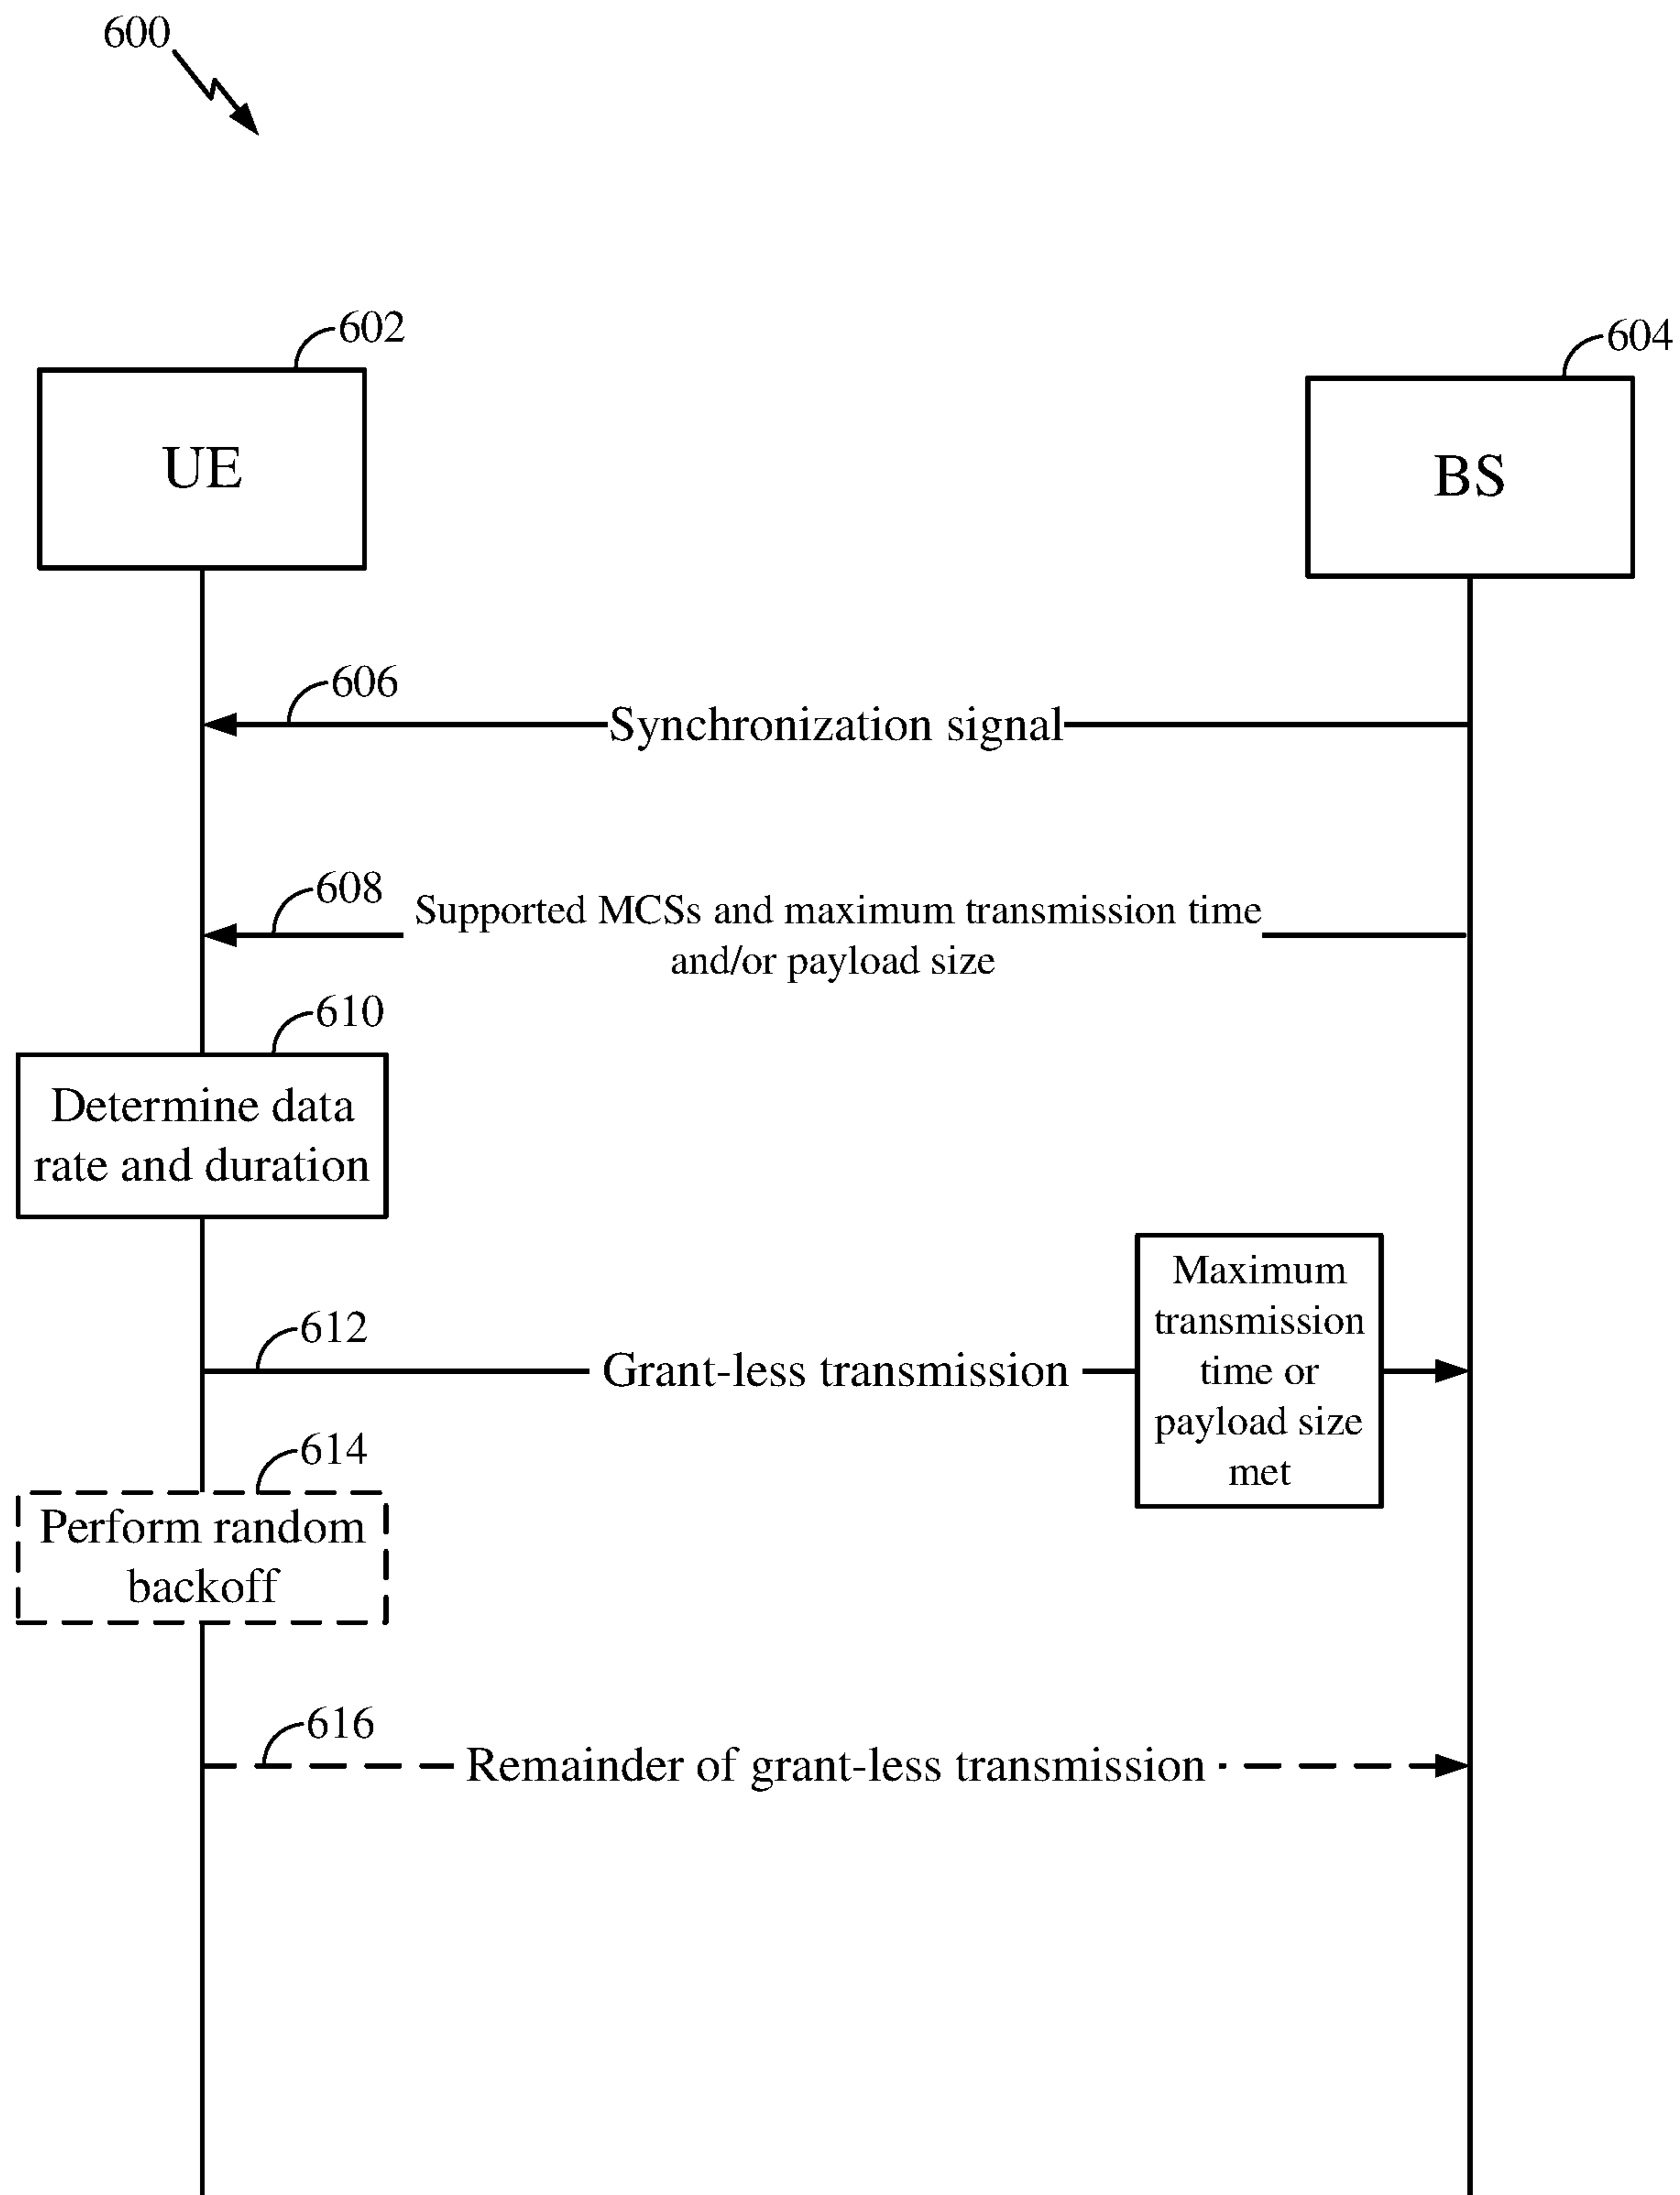 600
602
604
UE
BS
606
Synchronization signal
608
Supported MCSs and maximum transmission time
and/or payload size
610
Determine data
rate and duration
Maximum
transmission
time or
payload size
met
612
Grant-less transmission
614
Perform random
backoff
616
Remainder of grant-less transmission